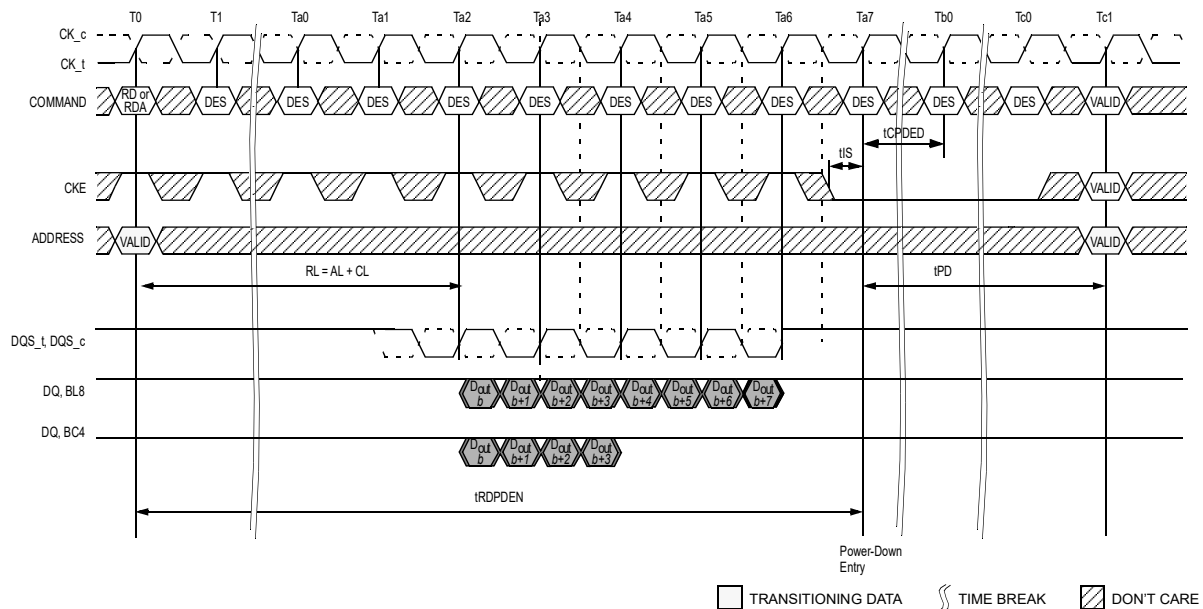 T0 T1 Ta0 Ta1 Ta2 Ta3 Ta4 Ta5 Ta6 Ta7 Tb0 Tc0 Tc1
CK_c
CK_t
COMMAND RD or RDA DES DES DES DES DES DES DES DES DES DES DES VALID
tCPDED
tIS
CKE VALID
ADDRESS VALID VALID
RL = AL + CL tPD
DQS_t, DQS_c
DQ, BL8 Dout b Dout b+1 Dout b+2 Dout b+3 Dout b+4 Dout b+5 Dout b+6 Dout b+7
DQ, BC4 Dout b Dout b+1 Dout b+2 Dout b+3
tRDPDEN
Power-Down
Entry
TRANSITIONING DATA TIME BREAK DON'T CARE